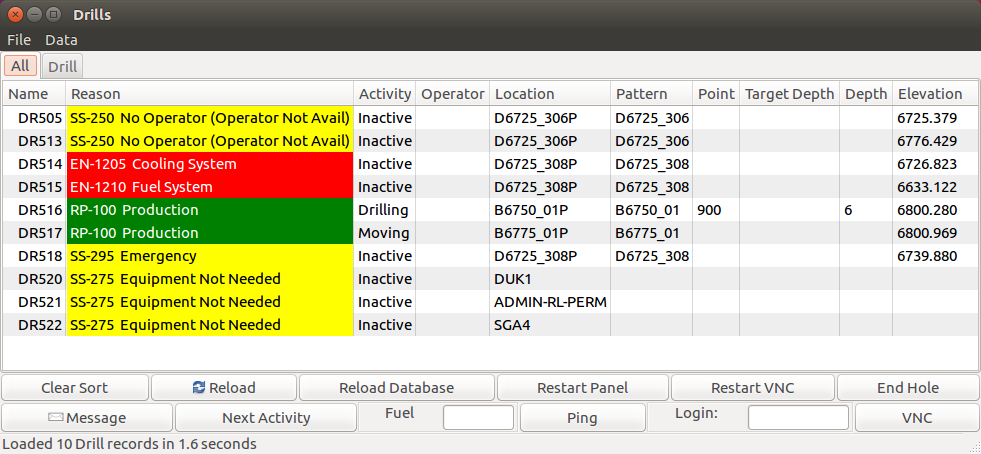 Drills
File Data
All Drill
Name Reason Activity Operator Location Pattern Point Target Depth Depth Elevation
DR505 SS-250 No Operator (Operator Not Avail) Inactive D6725_306P D6725_306 6725.379
DR513 SS-250 No Operator (Operator Not Avail) Inactive D6725_306P D6725_306 6776.429
DR514 EN-1205 Cooling System Inactive D6725_308P D6725_308 6726.823
DR515 EN-1210 Fuel System Inactive D6725_308P D6725_308 6633.122
DR516 RP-100 Production Drilling B6750_01P B6750_01 900 6 6800.280
DR517 RP-100 Production Moving B6775_01P B6775_01 6800.969
DR518 SS-295 Emergency Inactive D6725_308P D6725_308 6739.880
DR520 SS-275 Equipment Not Needed Inactive DUK1
DR521 SS-275 Equipment Not Needed Inactive ADMIN-RL-PERM
DR522 SS-275 Equipment Not Needed Inactive SGA4
Clear Sort Reload Reload Database Restart Panel Restart VNC End Hole
Message Next Activity Fuel Ping Login: VNC
Loaded 10 Drill records in 1.6 seconds